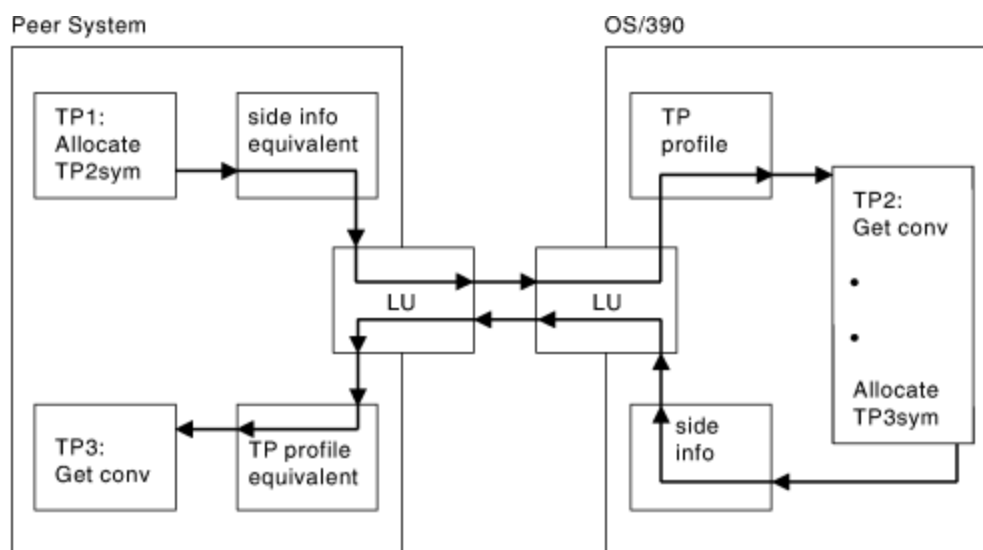 Peer System
OS/390
TP1:
Allocate
TP2sym
side info
equivalent
TP
profile
TP2:
Get conv
LU
LU
Allocate
TP3sym
TP3:
Get conv
TP profile
equivalent
side
info